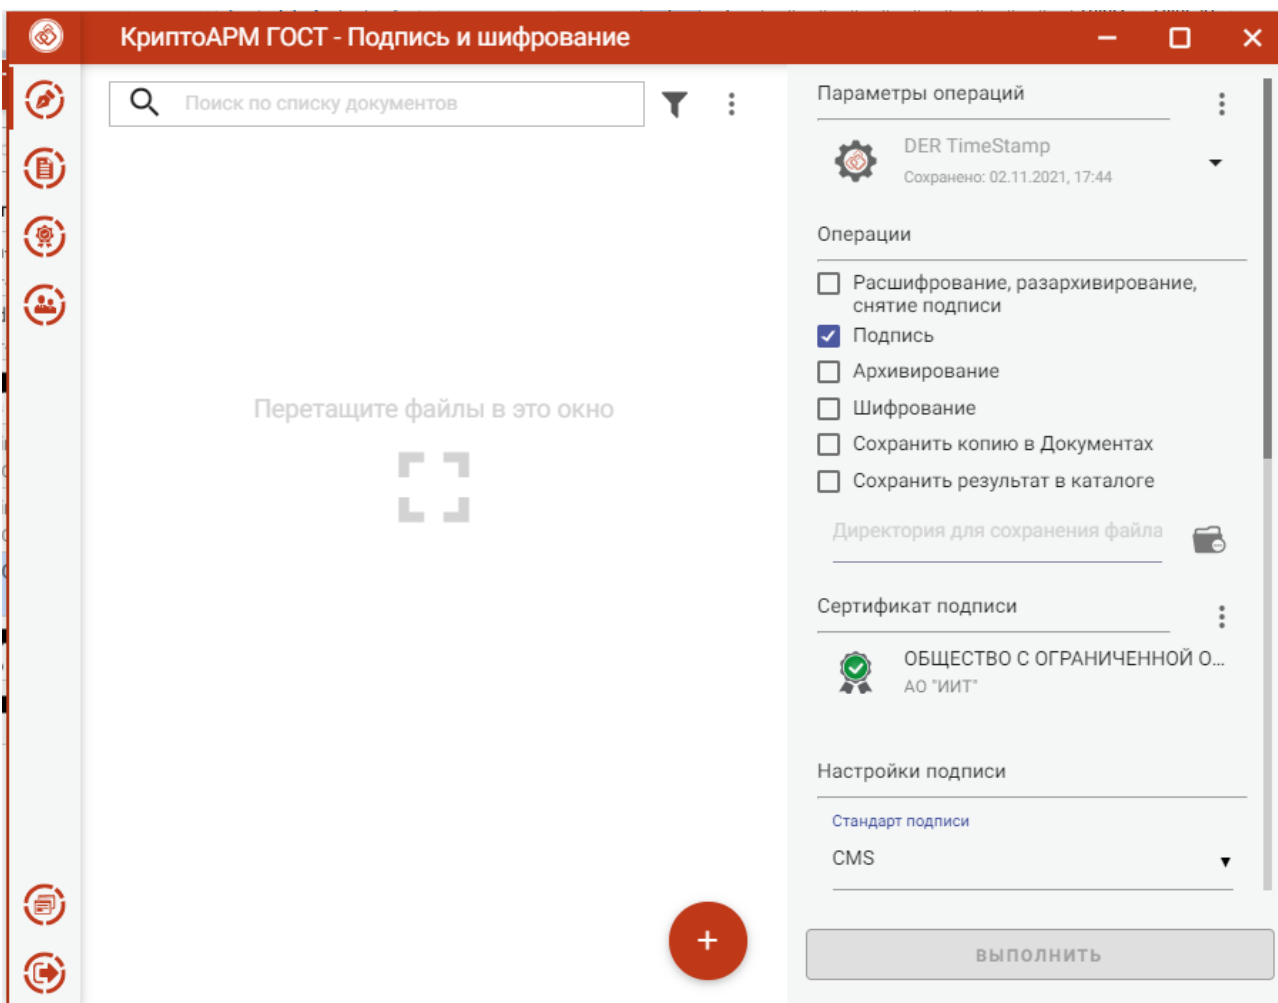 КриптоАРМ ГОСТ - Подпись и шифрование
Поиск по списку документов
Перетащите файлы в это окно
+
Параметры операций
DER TimeStamp
Сохранено: 02.11.2021, 17:44
Операции
Расшифрование, разархивирование,
снятие подписи
Подпись
Архивирование
Шифрование
Сохранить копию в Документах
Сохранить результат в каталоге
Директория для сохранения файла
Сертификат подписи
ОБЩЕСТВО С ОГРАНИЧЕННОЙ О...
АО "ИИТ"
Настройки подписи
Стандарт подписи
CMS
ВЫПОЛНИТЬ